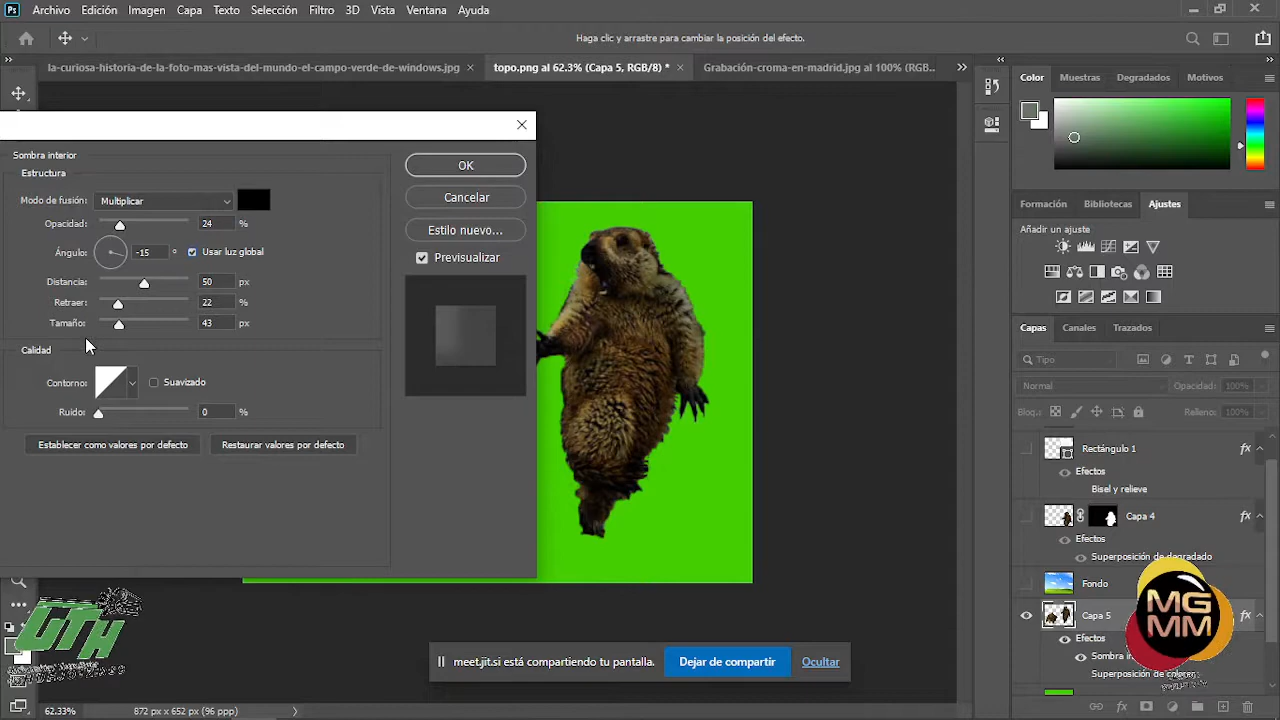 Ps Archivo Edición Imagen Capa Texto Selección Filtro 3D Vista Ventana Ayuda
Haga clic y arrastre para cambiar la posición del efecto.
la-curiosa-historia-de-la-foto-mas-vista-del-mundo-el-campo-verde-de-windows.jpg topo.png al 62.3% (Capa 5, RGB/8) * Grabación-croma-en-madrid.jpg al 100% (RGB...
Color Muestras Degradados Motivos
Sombra interior
Estructura
Modo de fusión: Multiplicar
Opacidad: 24 %
Ángulo: -15 ° Usar luz global
Distancia: 50 px
Retraer: 22 %
Tamaño: 43 px
Calidad
Contorno: Suavizado
Ruido: 0 %
Establecer como valores por defecto Restaurar valores por defecto
OK
Cancelar
Estilo nuevo...
Previsualizar
Formación Bibliotecas Ajustes
Añadir un ajuste
Capas Canales Trazados
Tipo
Normal Opacidad: 100%
Bloq.: Relleno: 100%
Rectángulo 1 fx
Efectos
Bisel y relieve
Capa 4 fx
Efectos
Superposición de degradado
Fondo
Capa 5 fx
Efectos
Sombra in
Superposición de colores
fx
GTH
MG
MM
meet.jit.si está compartiendo tu pantalla. Dejar de compartir Ocultar
62.33% 872 px x 652 px (96 ppp)